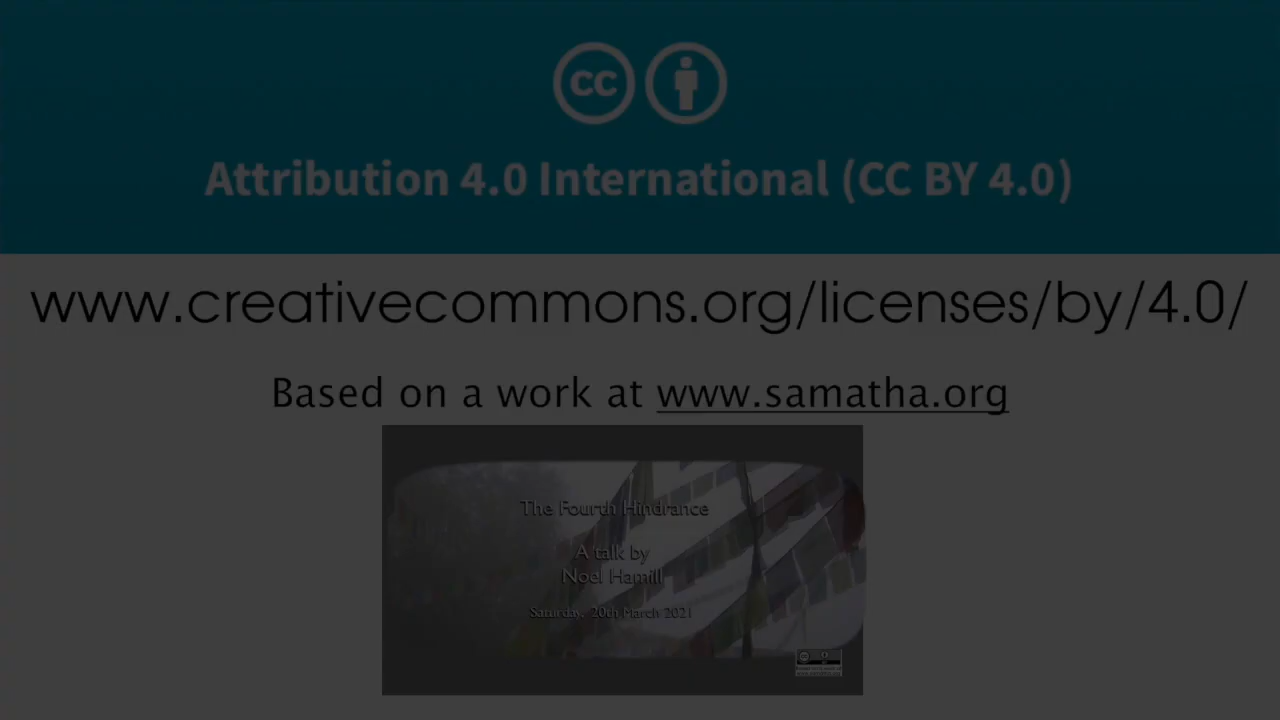 cc
Attribution 4.0 International (CC BY 4.0)
www.creativecommons.org/licenses/by/4.0/
Based on a work at www.samatha.org
The Fourth Hindrance
A talk by
Noel Hamill
Saturday, 20th March 2021